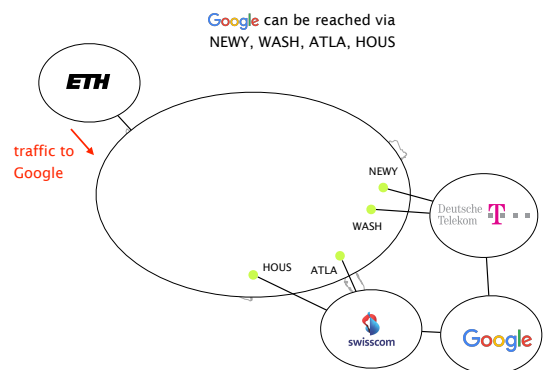 Google can be reached via
NEWY, WASH, ATLA, HOUS
ETH
traffic to
Google
NEWY
Deutsche
Telekom T
WASH
HOUS
ATLA
swisscom
Google